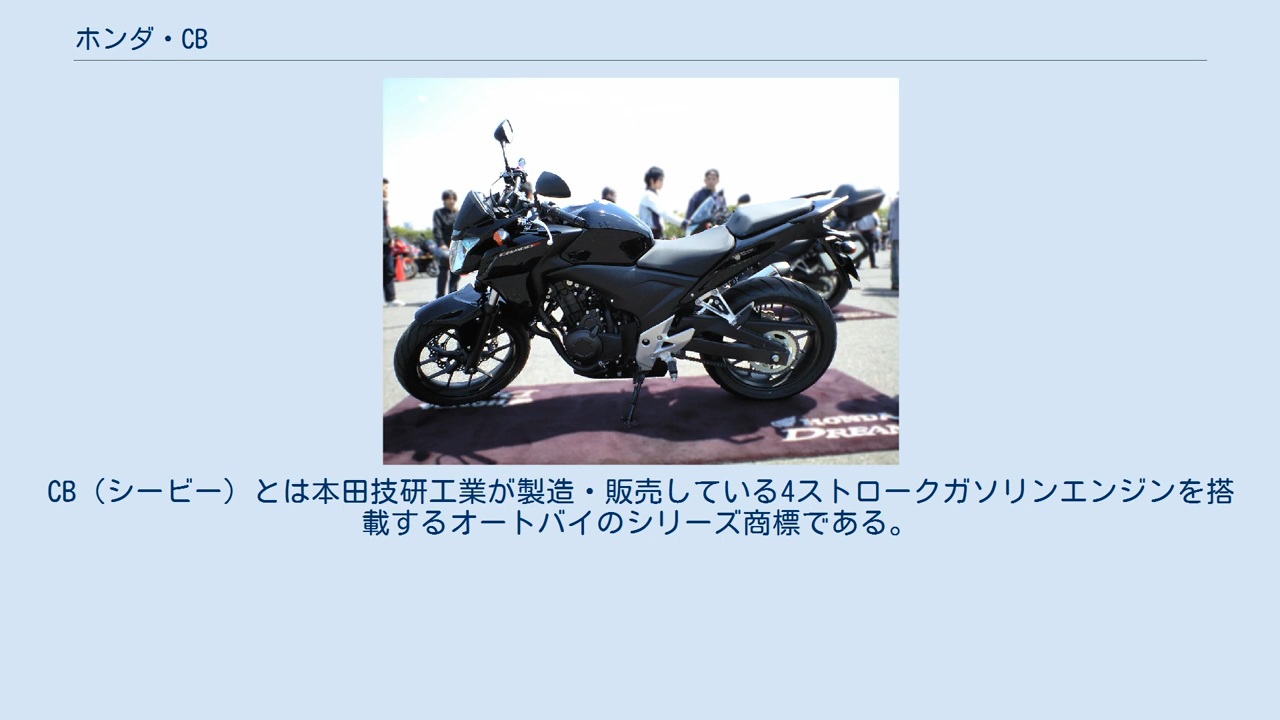 ホンダ・CB
HONDA
DREAM
CB（シービー）とは本田技研工業が製造・販売している4ストロークガソリンエンジンを搭
載するオートバイのシリーズ商標である。